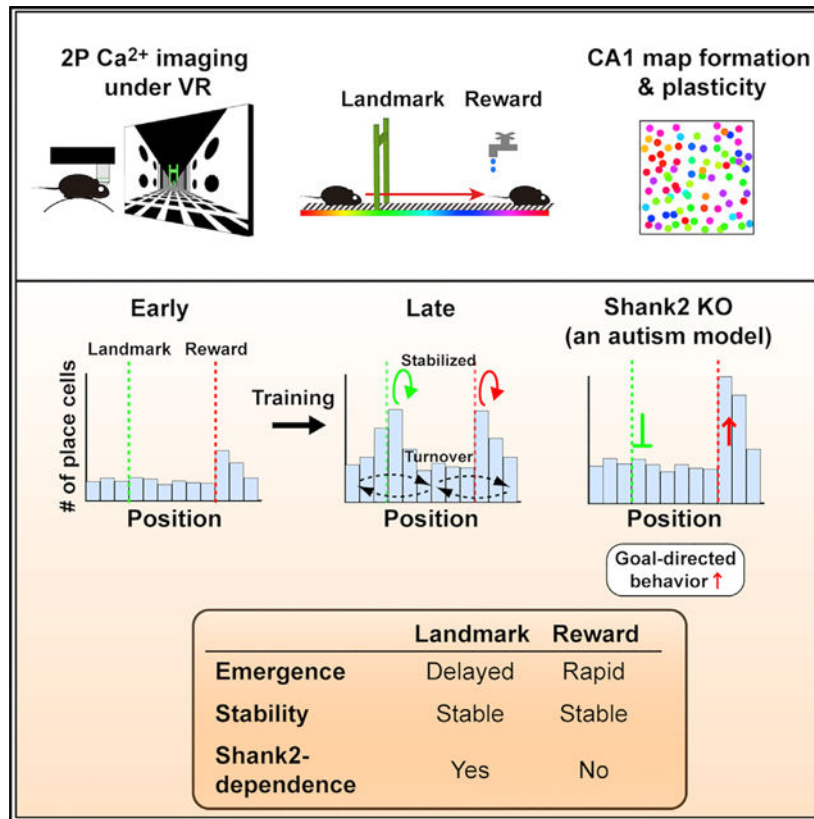 2P Ca²⁺ imaging
under VR
Landmark
Reward
CA1 map formation
& plasticity
Early
Landmark
Reward
# of place cells
Position
Training
Late
Stabilized
Turnover
Position
Shank2 KO
(an autism model)
Position
Goal-directed
behavior ↑
Landmark Reward
Emergence Delayed Rapid
Stability Stable Stable
Shank2-
dependence Yes No